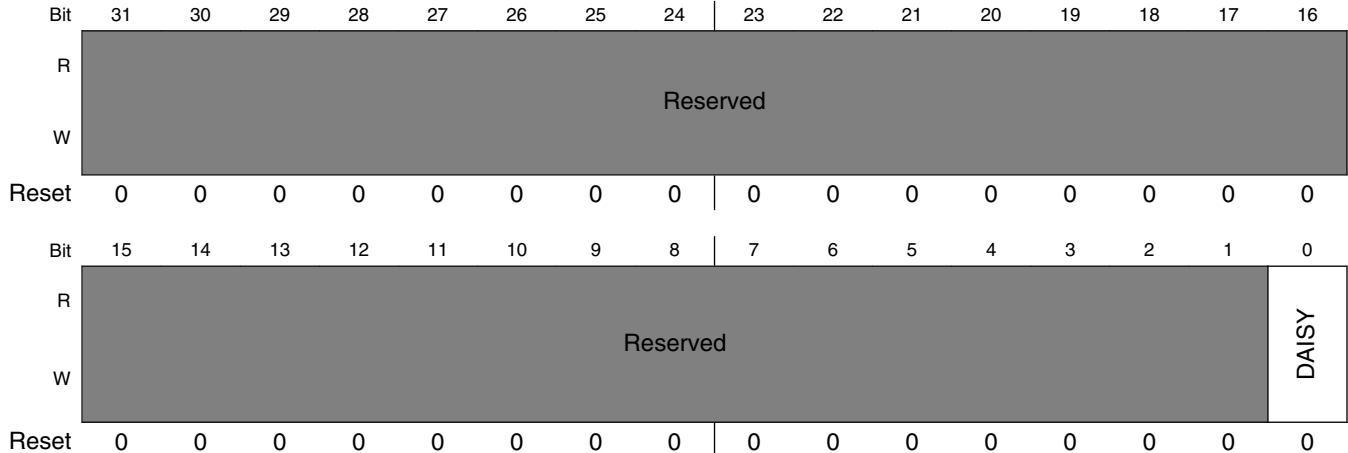 Bit 31 30 29 28 27 26 25 24 23 22 21 20 19 18 17 16
R
Reserved
W
Reset 0 0 0 0 0 0 0 0 0 0 0 0 0 0 0 0
Bit 15 14 13 12 11 10 9 8 7 6 5 4 3 2 1 0
R
Reserved
DAISY
W
Reset 0 0 0 0 0 0 0 0 0 0 0 0 0 0 0 0